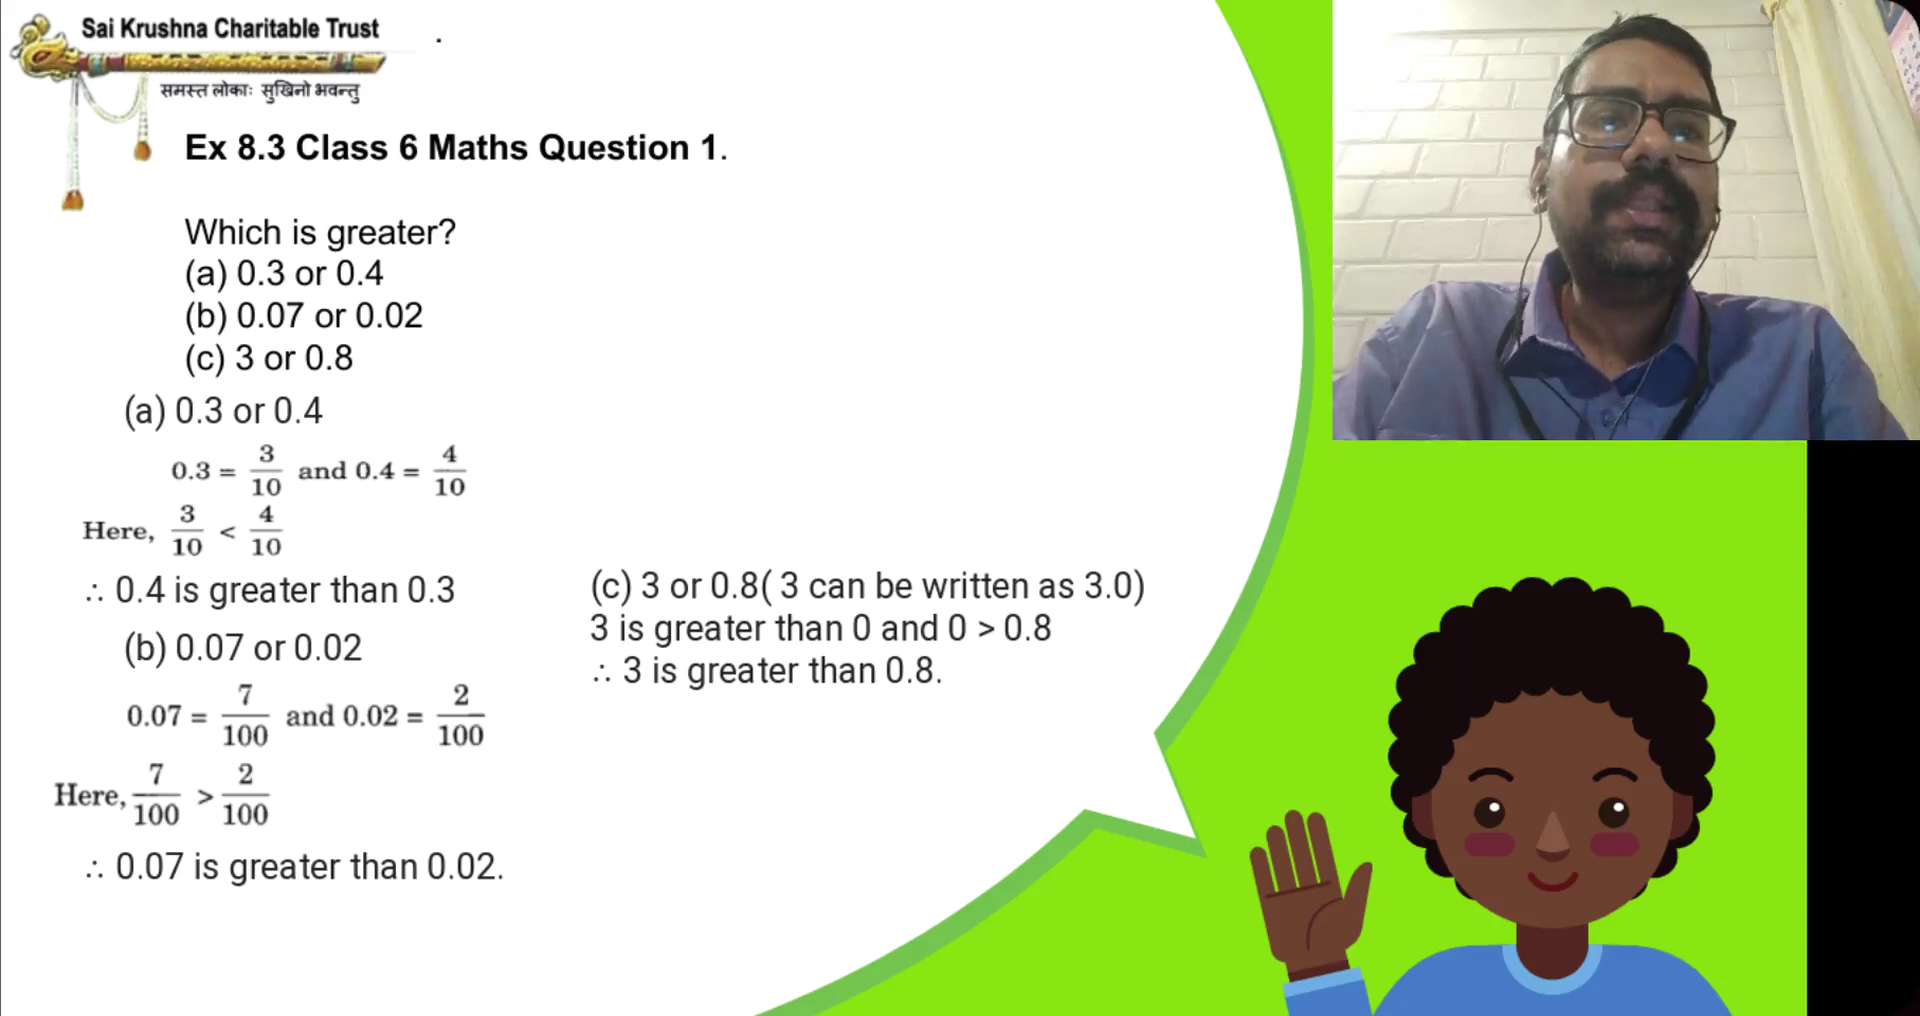 Sai Krushna Charitable Trust
समस्त लोकाः सुखिनो भवन्तु
Ex 8.3 Class 6 Maths Question 1.
Which is greater?
(a) 0.3 or 0.4
(b) 0.07 or 0.02
(c) 3 or 0.8
(a) 0.3 or 0.4
0.3 = 3/10 and 0.4 = 4/10
Here, 3/10 < 4/10
∴ 0.4 is greater than 0.3
(b) 0.07 or 0.02
0.07 = 7/100 and 0.02 = 2/100
Here, 7/100 > 2/100
∴ 0.07 is greater than 0.02.
(c) 3 or 0.8( 3 can be written as 3.0)
3 is greater than 0 and 0 > 0.8
∴ 3 is greater than 0.8.